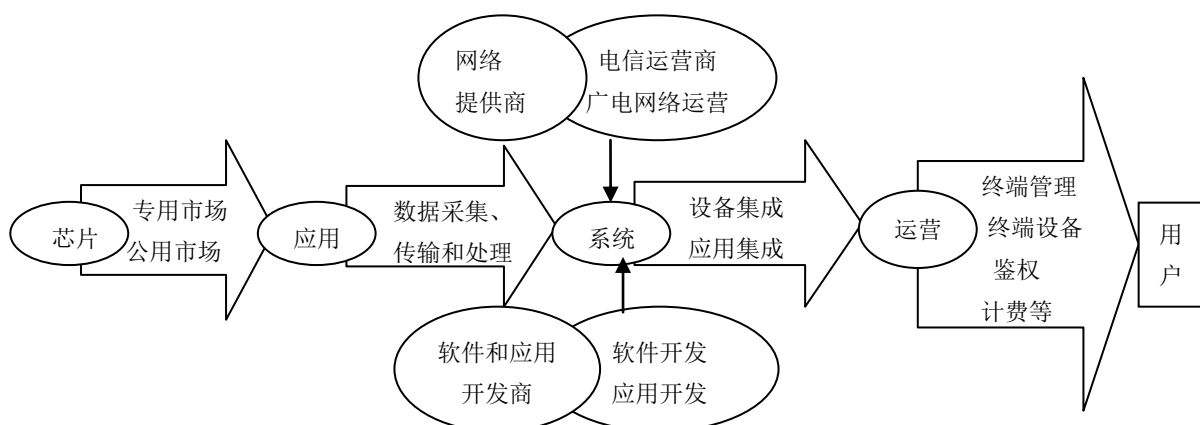 网络
提供商
电信运营商
广电网络运营
芯片
专用市场
公用市场
应用
数据采集、
传输和处理
系统
设备集成
应用集成
运营
终端管理
终端设备
鉴权
计费等
用
户
软件和应用
开发商
软件开发
应用开发